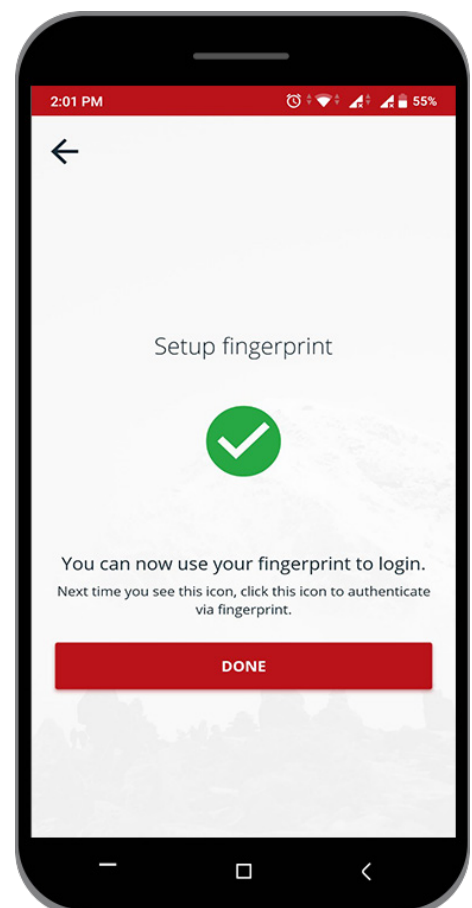 2:01 PM 55%
Setup fingerprint
You can now use your fingerprint to login.
Next time you see this icon, click this icon to authenticate
via fingerprint.
DONE